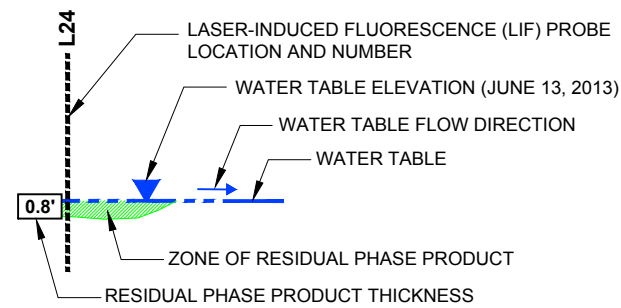 L24
LASER-INDUCED FLUORESCENCE (LIF) PROBE
LOCATION AND NUMBER
WATER TABLE ELEVATION (JUNE 13, 2013)
WATER TABLE FLOW DIRECTION
WATER TABLE
0.8'
ZONE OF RESIDUAL PHASE PRODUCT
RESIDUAL PHASE PRODUCT THICKNESS